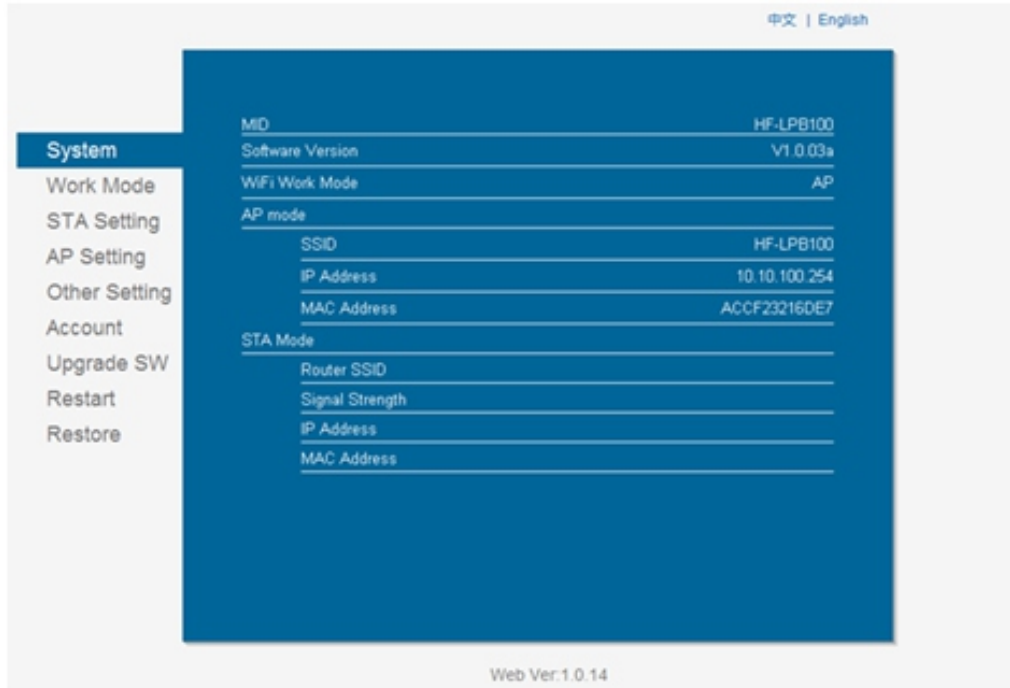 中文 | English
System
Work Mode
STA Setting
AP Setting
Other Setting
Account
Upgrade SW
Restart
Restore
MID HF-LPB100
Software Version V1.0.03a
WiFi Work Mode AP
AP mode
SSID HF-LPB100
IP Address 10.10.100.254
MAC Address ACCF23216DE7
STA Mode
Router SSID
Signal Strength
IP Address
MAC Address
Web Ver:1.0.14